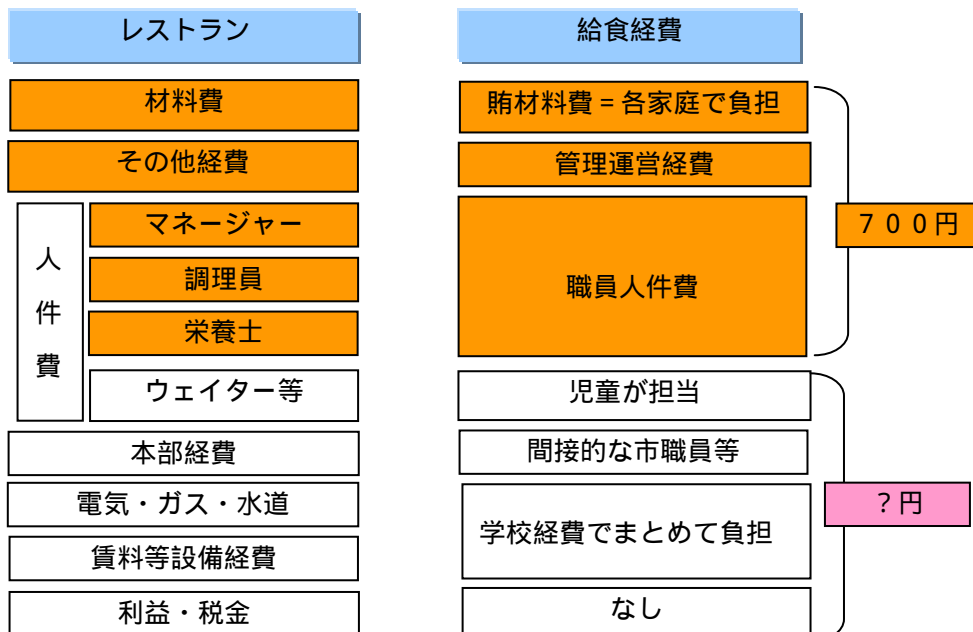 レストラン
給食経費
材料費
賄材料費＝各家庭で負担
その他経費
管理運営経費
人件費
マネージャー
調理員
栄養士
職員人件費
７００円
ウェイター等
児童が担当
本部経費
間接的な市職員等
電気・ガス・水道
学校経費でまとめて負担
？円
賃料等設備経費
利益・税金
なし